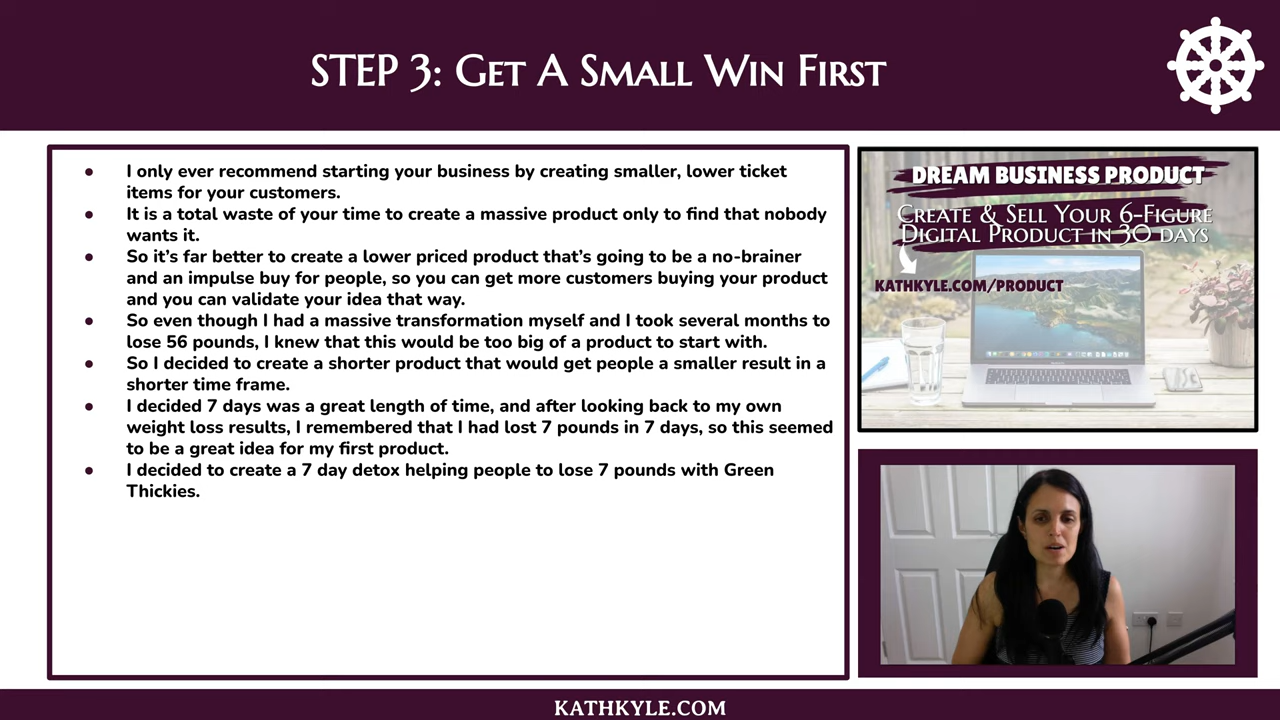 STEP 3: Get A Small Win First
● I only ever recommend starting your business by creating smaller, lower ticket
items for your customers.
● It is a total waste of your time to create a massive product only to find that nobody
wants it.
● So it's far better to create a lower priced product that's going to be a no-brainer
and an impulse buy for people, so you can get more customers buying your product
and you can validate your idea that way.
● So even though I had a massive transformation myself and I took several months to
lose 56 pounds, I knew that this would be too big of a product to start with.
● So I decided to create a shorter product that would get people a smaller result in a
shorter time frame.
● I decided 7 days was a great length of time, and after looking back to my own
weight loss results, I remembered that I had lost 7 pounds in 7 days, so this seemed
to be a great idea for my first product.
● I decided to create a 7 day detox helping people to lose 7 pounds with Green
Thickies.
DREAM BUSINESS PRODUCT
Create & Sell Your 6-Figure
Digital Product in 30 days
KATHKYLE.COM/PRODUCT
KATHKYLE.COM